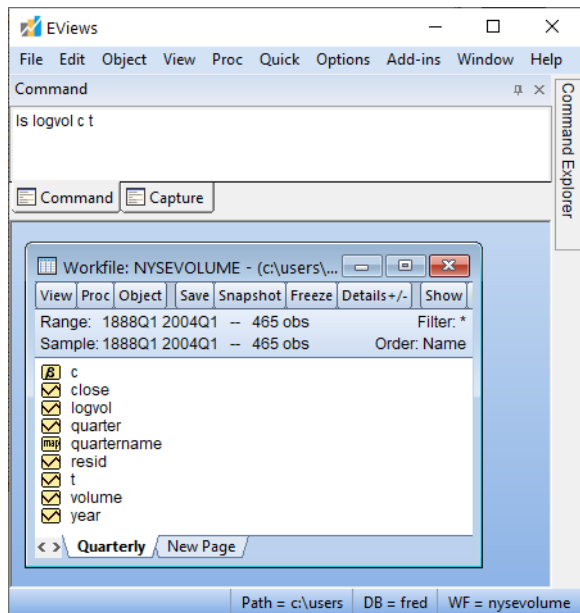 EViews
File Edit Object View Proc Quick Options Add-ins Window Help
Command
ls logvol c t
Command Capture
Command Explorer
Workfile: NYSEVOLUME - (c:\users\...
View Proc Object Save Snapshot Freeze Details+/- Show
Range: 1888Q1 2004Q1 -- 465 obs Filter: *
Sample: 1888Q1 2004Q1 -- 465 obs Order: Name
β c
close
logvol
quarter
map quartername
resid
t
volume
year
< > Quarterly New Page
Path = c:\users DB = fred WF = nysevolume